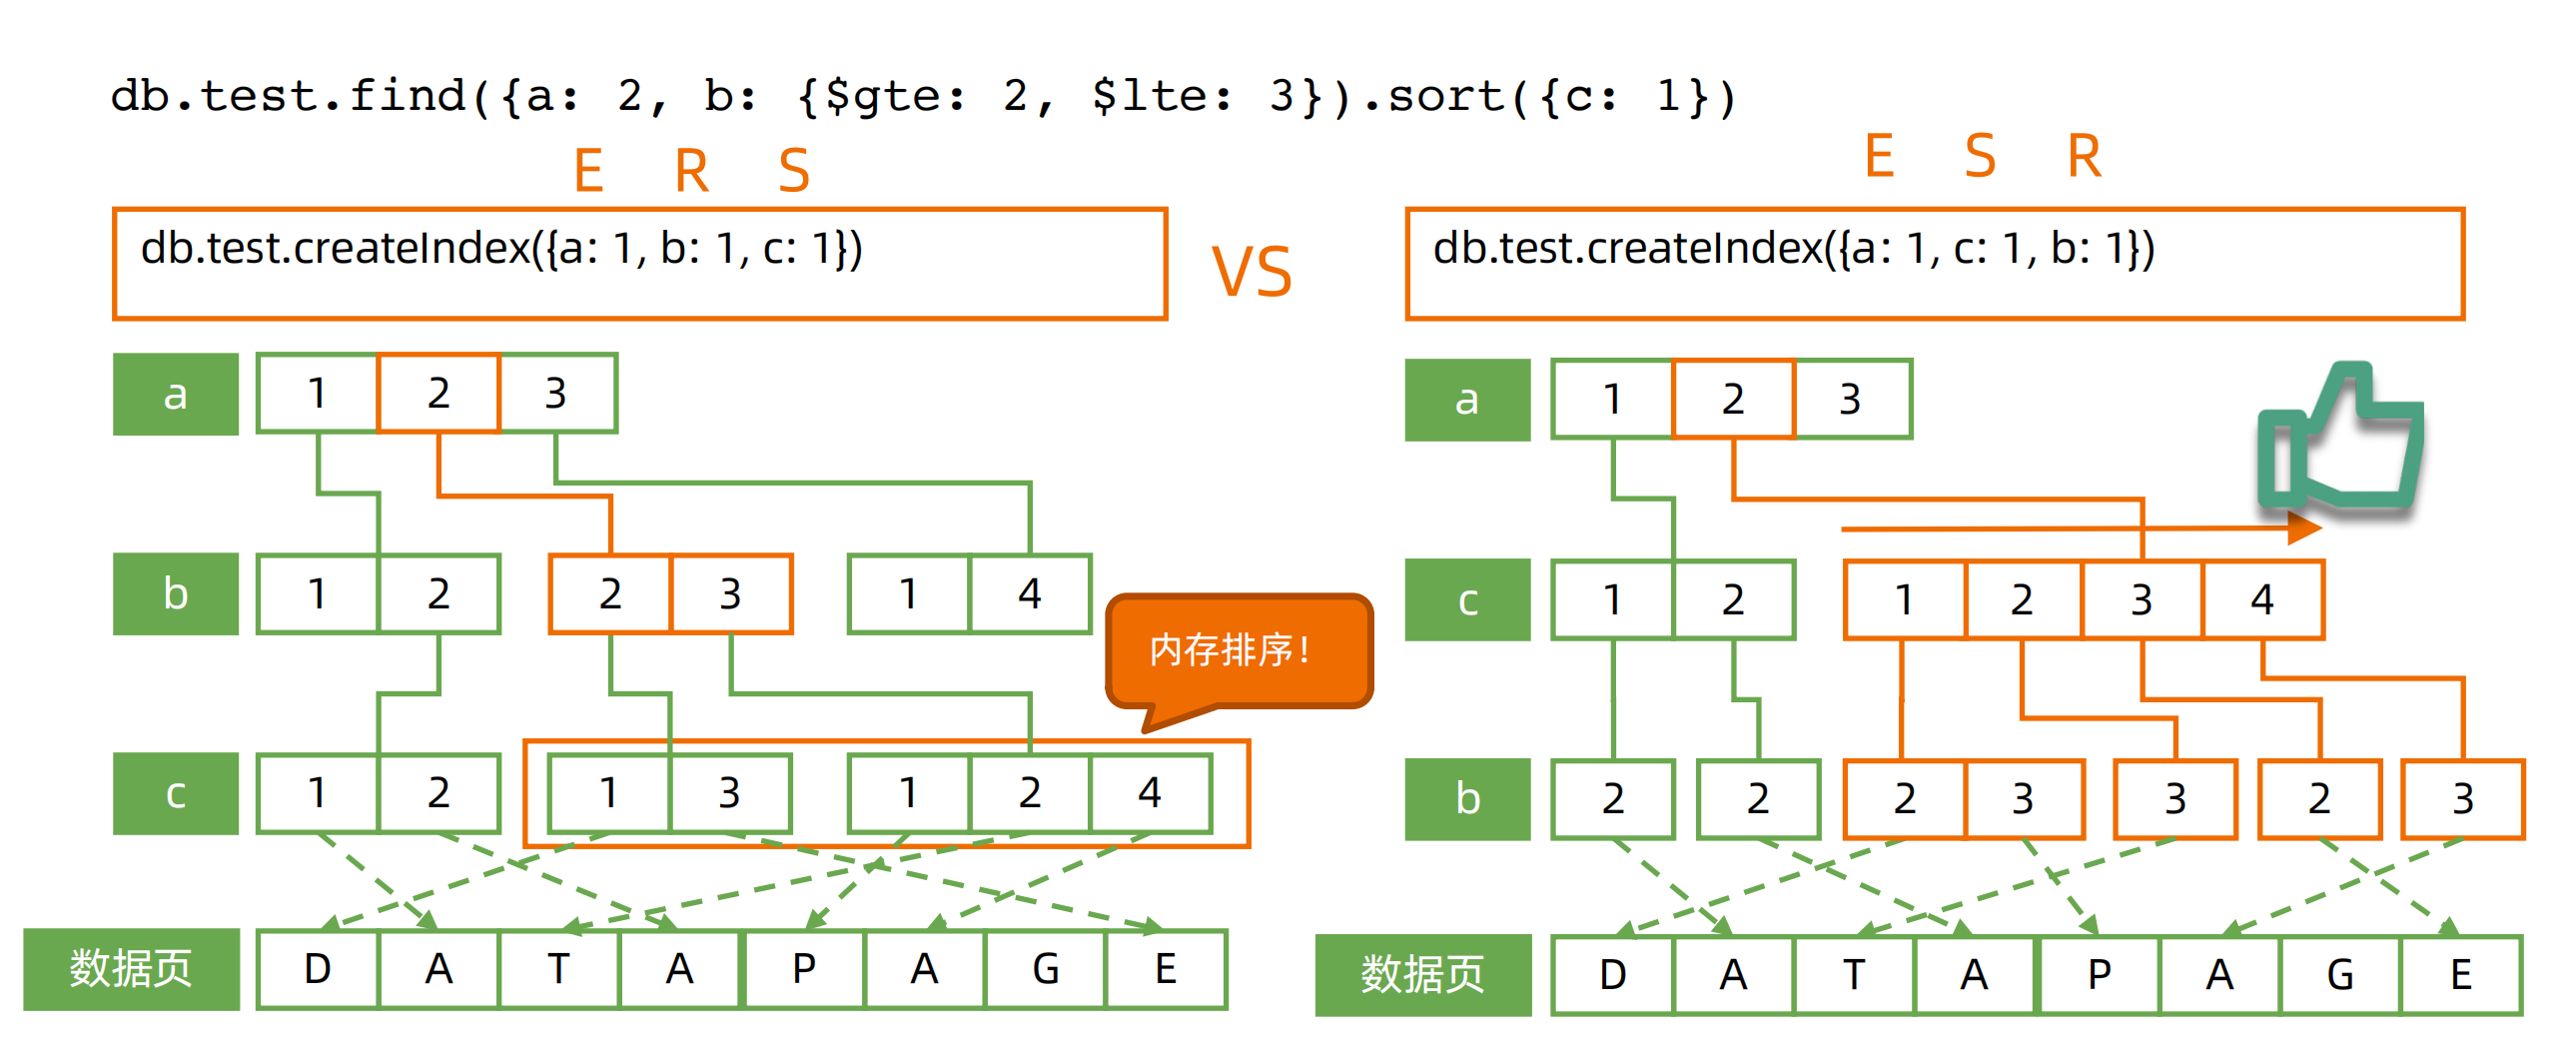 db.test.find({a: 2, b: {$gte: 2, $lte: 3}).sort({c: 1})
E R S
db.test.createIndex({a: 1, b: 1, c: 1})
a 1 2 3
b 1 2 2 3 1 4
内存排序！
c 1 2 1 3 1 2 4
数据页 D A T A P A G E
VS
E S R
db.test.createIndex({a: 1, c: 1, b: 1})
a 1 2 3
c 1 2 1 2 3 4
b 2 2 2 3 3 2 3
数据页 D A T A P A G E